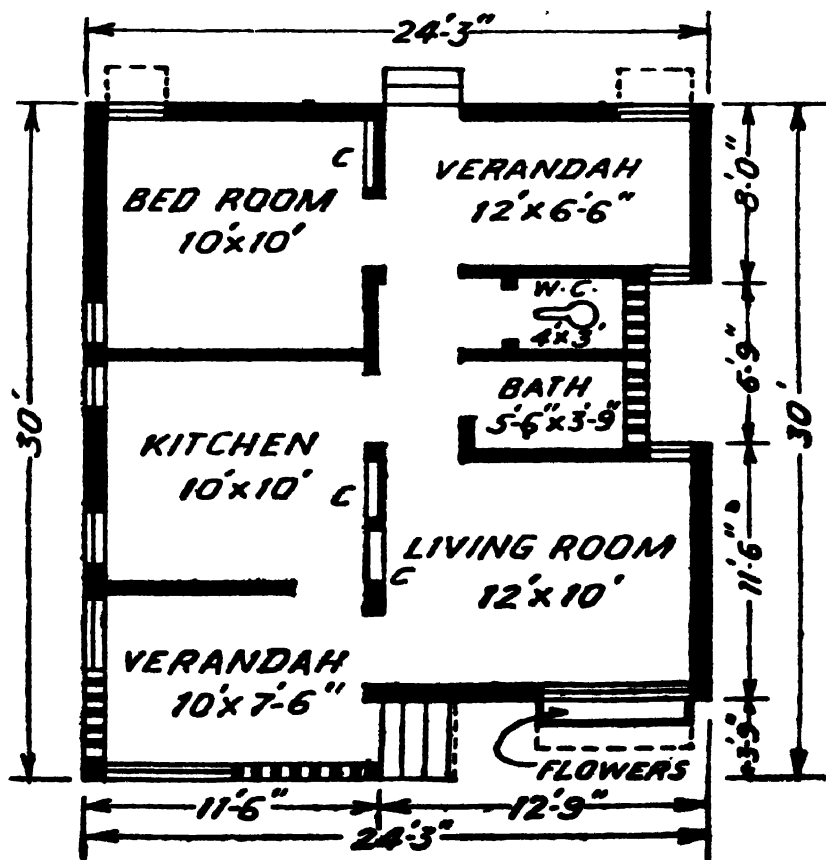 24'-3"
C
BED ROOM
10'x10'
VERANDAH
12'x6'-6"
8'-0"
W.C.
4'x3'
6'-9"
BATH
5'-6"x3'-9"
30'
30'
KITCHEN
10'x10'
C
LIVING ROOM
12'x10'
C
11'-6"
VERANDAH
10'x7'-6"
3'-9"
FLOWERS
11'-6"
12'-9"
24'-3"